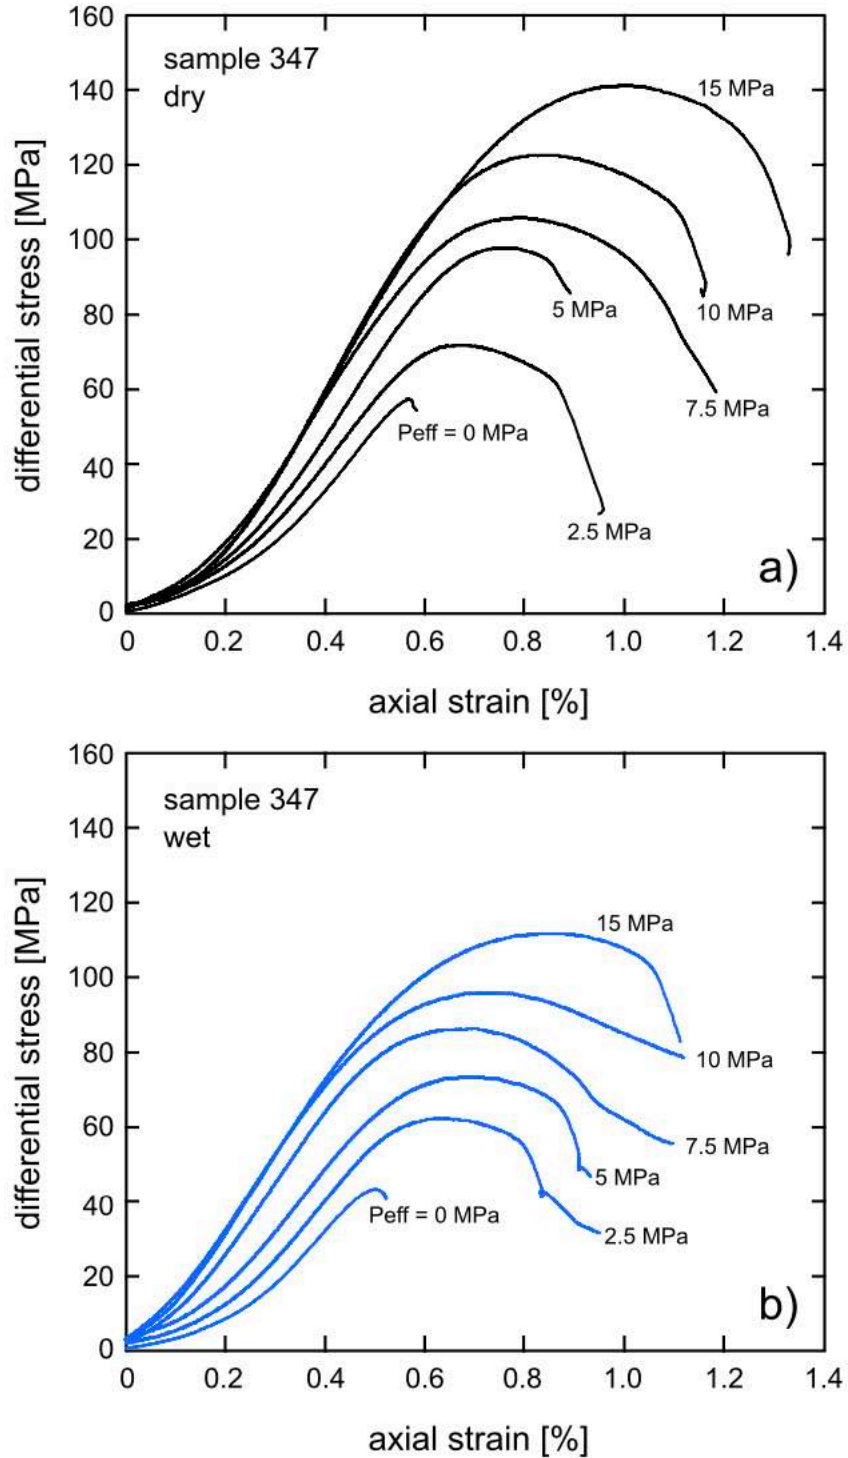 160
sample 347
dry
140
15 MPa
120
100
10 MPa
5 MPa
80
7.5 MPa
60
Peff = 0 MPa
40
2.5 MPa
20
a)
0
differential stress [MPa]
0 0.2 0.4 0.6 0.8 1.0 1.2 1.4
axial strain [%]
160
sample 347
wet
140
15 MPa
120
100
10 MPa
80
7.5 MPa
60
5 MPa
40
Peff = 0 MPa
2.5 MPa
20
b)
0
differential stress [MPa]
0 0.2 0.4 0.6 0.8 1.0 1.2 1.4
axial strain [%]